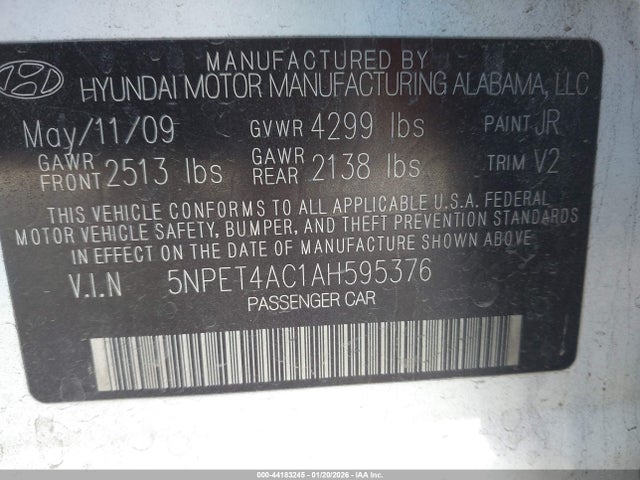 MANUFACTURED BY
HYUNDAI MOTOR MANUFACTURING ALABAMA, LLC
May/11/09 GVWR 4299 lbs PAINT JR
GAWR FRONT 2513 lbs GAWR REAR 2138 lbs TRIM V2
THIS VEHICLE CONFORMS TO ALL APPLICABLE U.S.A. FEDERAL
MOTOR VEHICLE SAFETY, BUMPER, AND THEFT PREVENTION STANDARDS
IN EFFECT ON THE DATE OF MANUFACTURE SHOWN ABOVE.
V.I.N 5NPET4AC1AH595376
PASSENGER CAR
000-44183245 - 01/20/2026 - IAA, Inc.